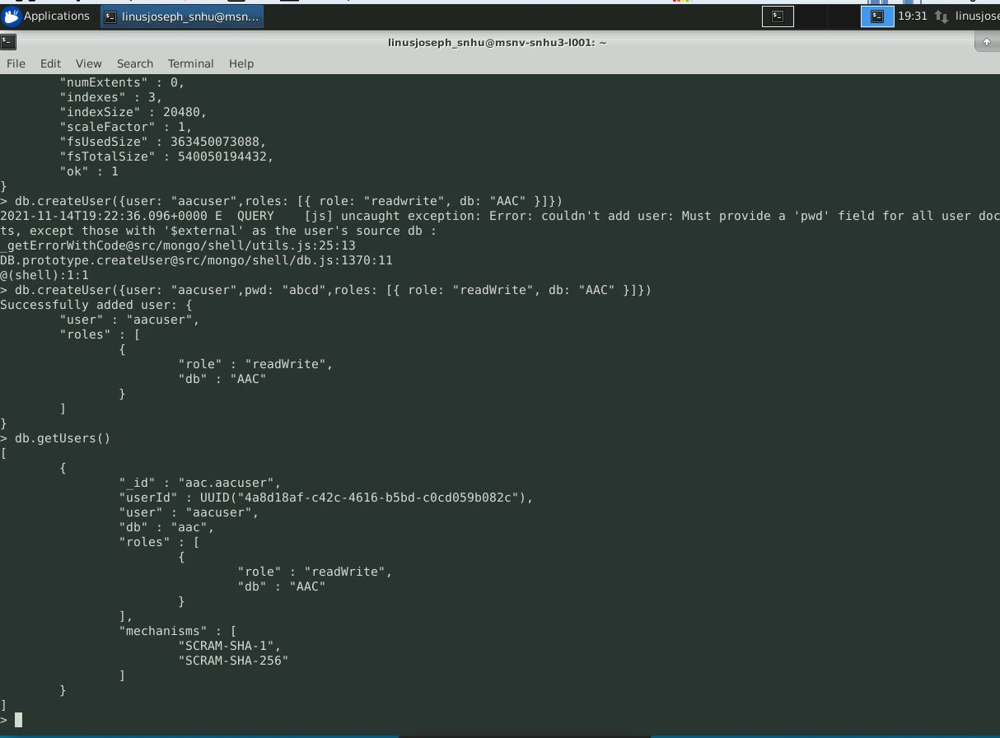 Applications
linusjoseph_snhu@msn...
19:31
linusjose
linusjoseph_snhu@msnv-snhu3-l001: ~
File Edit View Search Terminal Help
"numExtents" : 0,
"indexes" : 3,
"indexSize" : 20480,
"scaleFactor" : 1,
"fsUsedSize" : 363450073088,
"fsTotalSize" : 540050194432,
"ok" : 1
}
> db.createUser({user: "aacuser",roles: [{ role: "readwrite", db: "AAC" }]})
2021-11-14T19:22:36.096+0000 E  QUERY    [js] uncaught exception: Error: couldn't add user: Must provide a 'pwd' field for all user doc
ts, except those with '$external' as the user's source db :
_getErrorWithCode@src/mongo/shell/utils.js:25:13
DB.prototype.createUser@src/mongo/shell/db.js:1370:11
@(shell):1:1
> db.createUser({user: "aacuser",pwd: "abcd",roles: [{ role: "readWrite", db: "AAC" }]})
Successfully added user: {
"user" : "aacuser",
"roles" : [
{
"role" : "readWrite",
"db" : "AAC"
}
]
}
> db.getUsers()
[
{
"_id" : "aac.aacuser",
"userId" : UUID("4a8d18af-c42c-4616-b5bd-c0cd059b082c"),
"user" : "aacuser",
"db" : "aac",
"roles" : [
{
"role" : "readWrite",
"db" : "AAC"
}
],
"mechanisms" : [
"SCRAM-SHA-1",
"SCRAM-SHA-256"
]
}
]
>